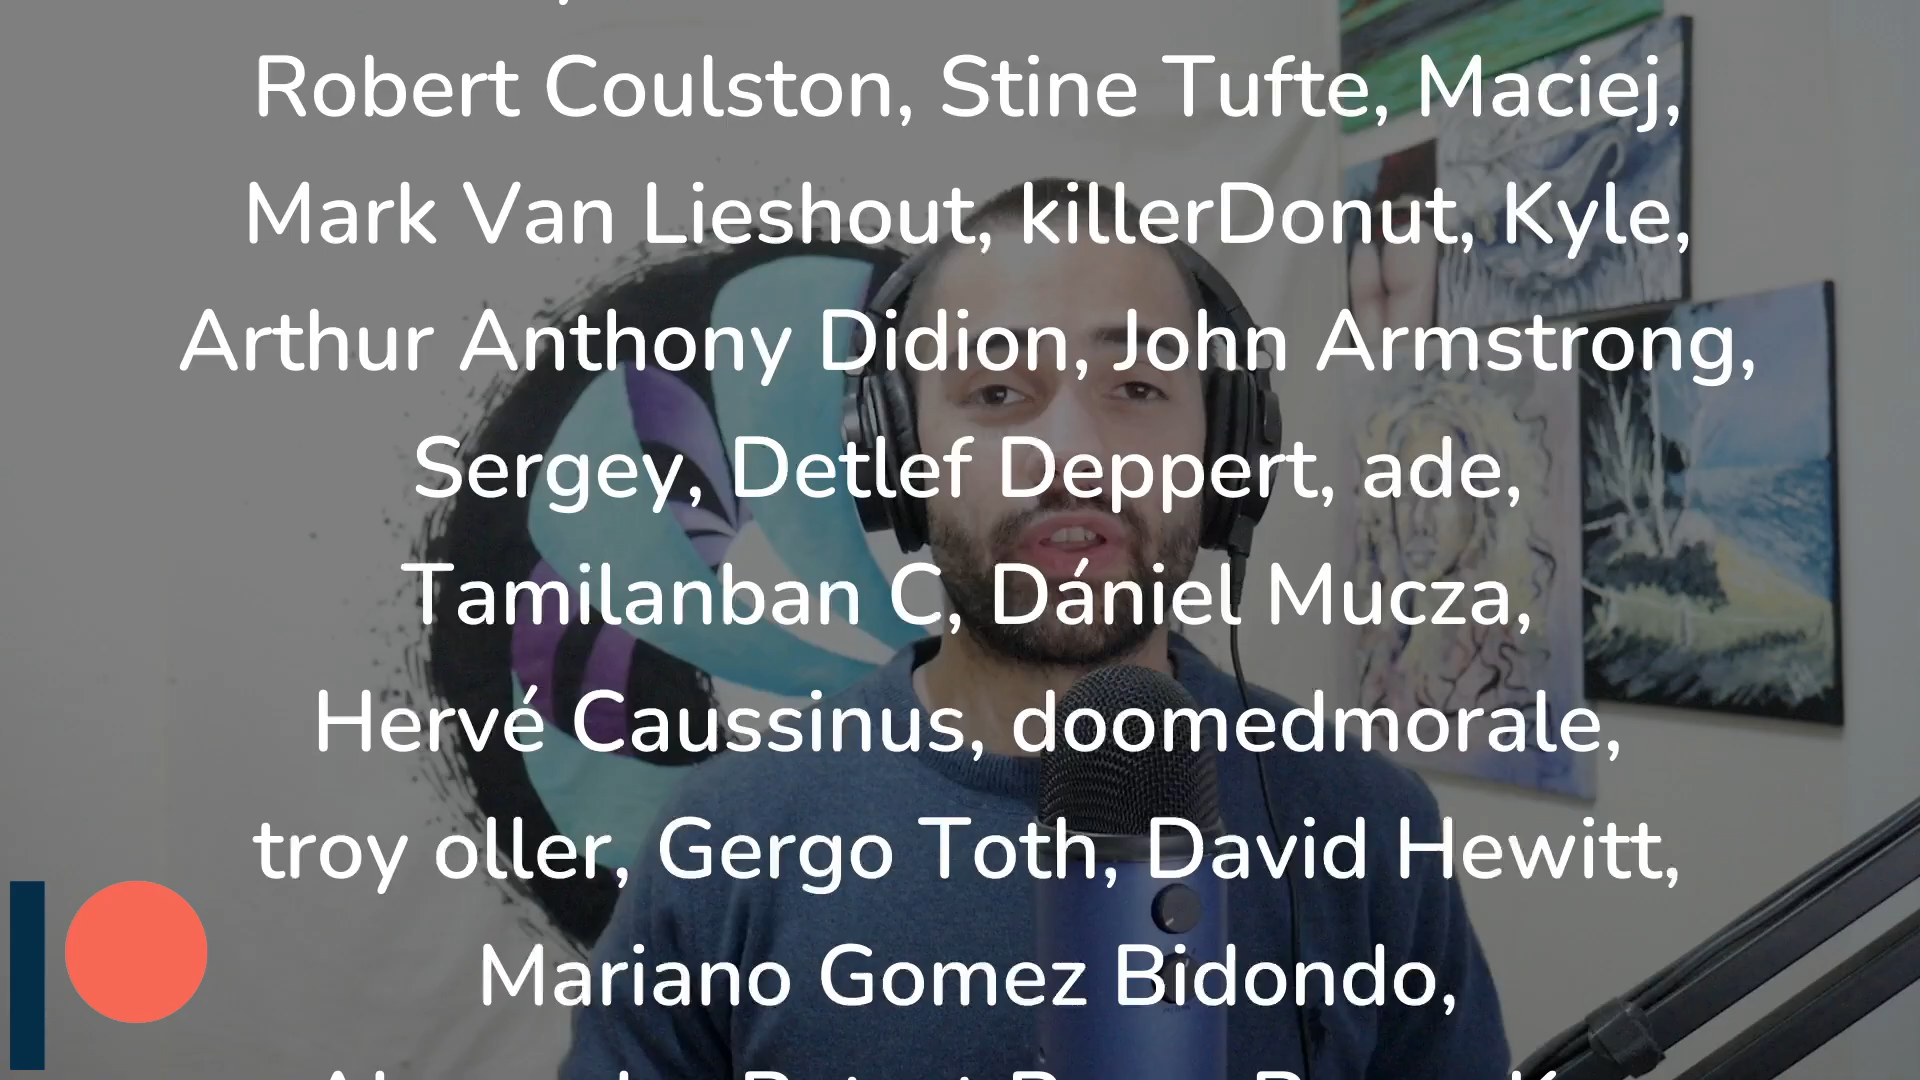 Robert Coulston, Stine Tufte, Maciej,
Mark Van Lieshout, killerDonut, Kyle,
Arthur Anthony Didion, John Armstrong,
Sergey, Detlef Deppert, ade,
Tamilanban C, Dániel Mucza,
Hervé Caussinus, doomedmorale,
troy oller, Gergo Toth, David Hewitt,
Mariano Gomez Bidondo,